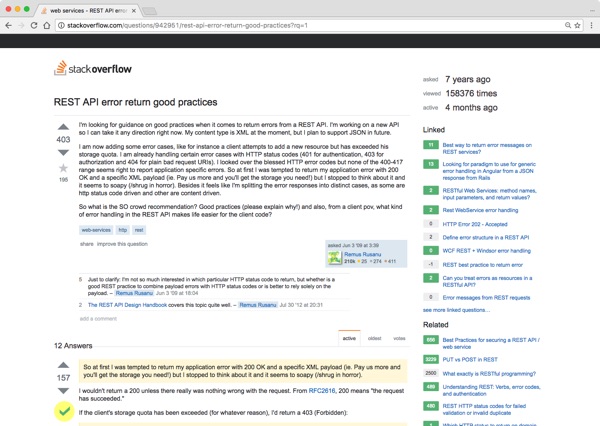 web services - REST API error
stackoverflow.com/questions/942951/rest-api-error-return-good-practices?rq=1
stackoverflow
REST API error return good practices
403
196
I'm looking for guidance on good practices when it comes to return errors from a REST API. I'm working on a new API
so I can take it any direction right now. My content type is XML at the moment, but I plan to support JSON in future.
I am now adding some error cases, like for instance a client attempts to add a new resource but has exceeded his
storage quota. I am already handling certain error cases with HTTP status codes (401 for authentication, 403 for
authorization and 404 for plain bad request URIs). I looked over the blessed HTTP error codes but none of the 400-417
range seems right to report application specific errors. So at first I was tempted to return my application error with 200
OK and a specific XML payload (ie. Pay us more and you'll get the storage you need!) but I stopped to think about it and
it seems to soapy (/shrug in horror). Besides it feels like I'm splitting the error responses into distinct cases, as some are
http status code driven and other are content driven.
So what is the SO crowd recommendation? Good practices (please explain why!) and also, from a client pov, what kind
of error handling in the REST API makes life easier for the client code?
web-services http rest
share improve this question
asked Jun 3 '09 at 3:39
Remus Rusanu
210k 25 274 411
8 Just to clarify: I'm not so much interested in which particular HTTP status code to return, but whether is a
good REST practice to combine payload errors with HTTP status codes or is better to rely solely on the
payload. – Remus Rusanu Jun 3 '09 at 18:04
2 The REST API Design Handbook covers this topic quite well. – Remus Rusanu Jul 30 '12 at 20:31
add a comment
12 Answers
active oldest votes
157
So at first I was tempted to return my application error with 200 OK and a specific XML payload (ie. Pay us more and
you'll get the storage you need!) but I stopped to think about it and it seems to soapy (/shrug in horror).
I wouldn't return a 200 unless there really was nothing wrong with the request. From RFC2616, 200 means "the request
has succeeded."
If the client's storage quota has been exceeded (for whatever reason), I'd return a 403 (Forbidden):
asked 7 years ago
viewed 158376 times
active 4 months ago
Linked
11 Best way to return error messages on
REST services?
13 Looking for paradigm to use for generic
error handling in Angular from a JSON
response from Rails
2 RESTful Web Services: method names,
input parameters, and return values?
2 Rest WebService error handling
0 HTTP Error 202 - Accepted
2 Define error structure in a REST API
0 WCF REST + Windsor error handling
-1 REST best practice to return error
2 Can you treat errors as resources in a
RESTful API?
0 Error messages from REST requests
see more linked questions…
Related
Best Practices for securing a REST API /
web service
PUT vs POST in REST
What exactly is RESTful programming?
Understanding REST: Verbs, error codes,
and authentication
REST HTTP status codes for failed
validation or invalid duplicate